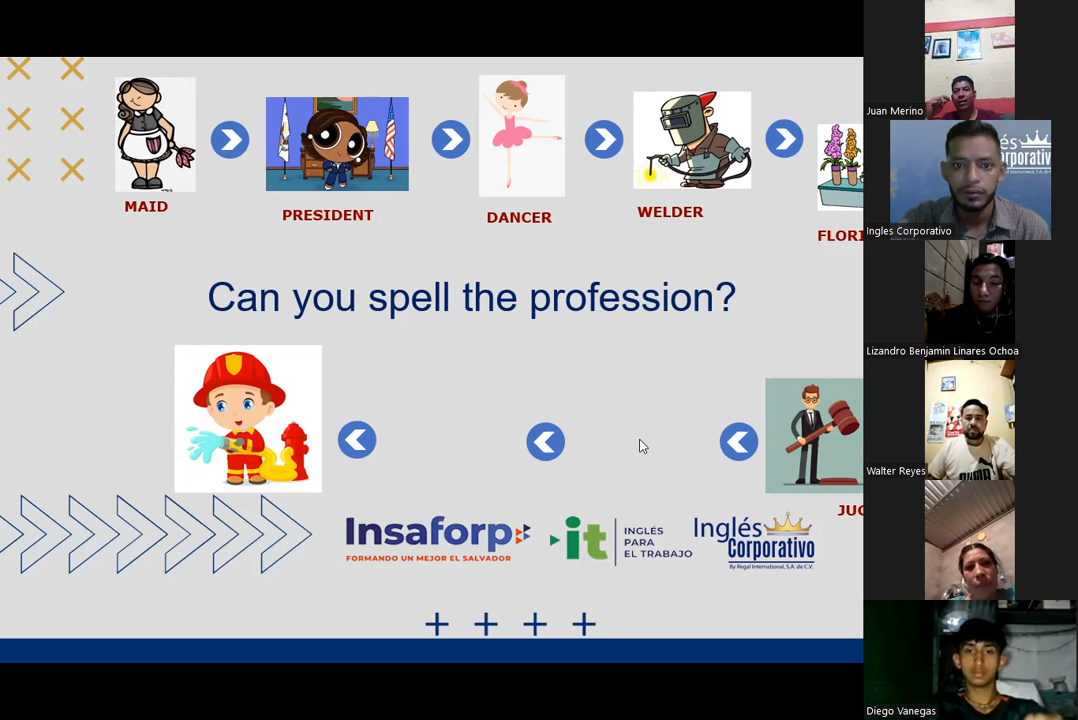 MAID
PRESIDENT
DANCER
WELDER
FLORI
Can you spell the profession?
JUG
Insaforp
FORMANDO UN MEJOR EL SALVADOR
it
INGLÉS
PARA
EL TRABAJO
Inglés
Corporativo
By Regal International, S.A. de C.V.
Juan Merino
Ingles Corporativo
Lizandro Benjamin Linares Ochoa
Walter Reyes
Diego Vanegas